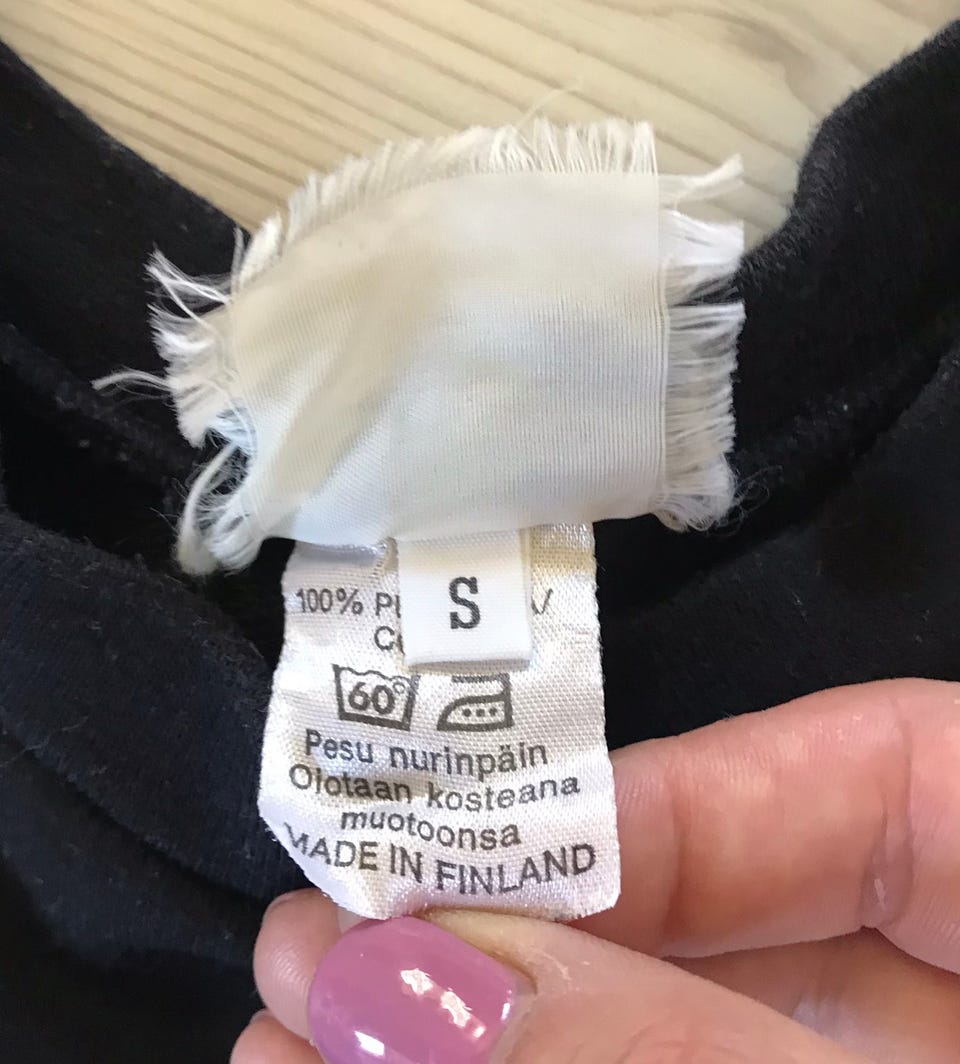 S
100%
60°
Pesu nurinpäin
Oiotaan kosteana
muotoonsa
MADE IN FINLAND